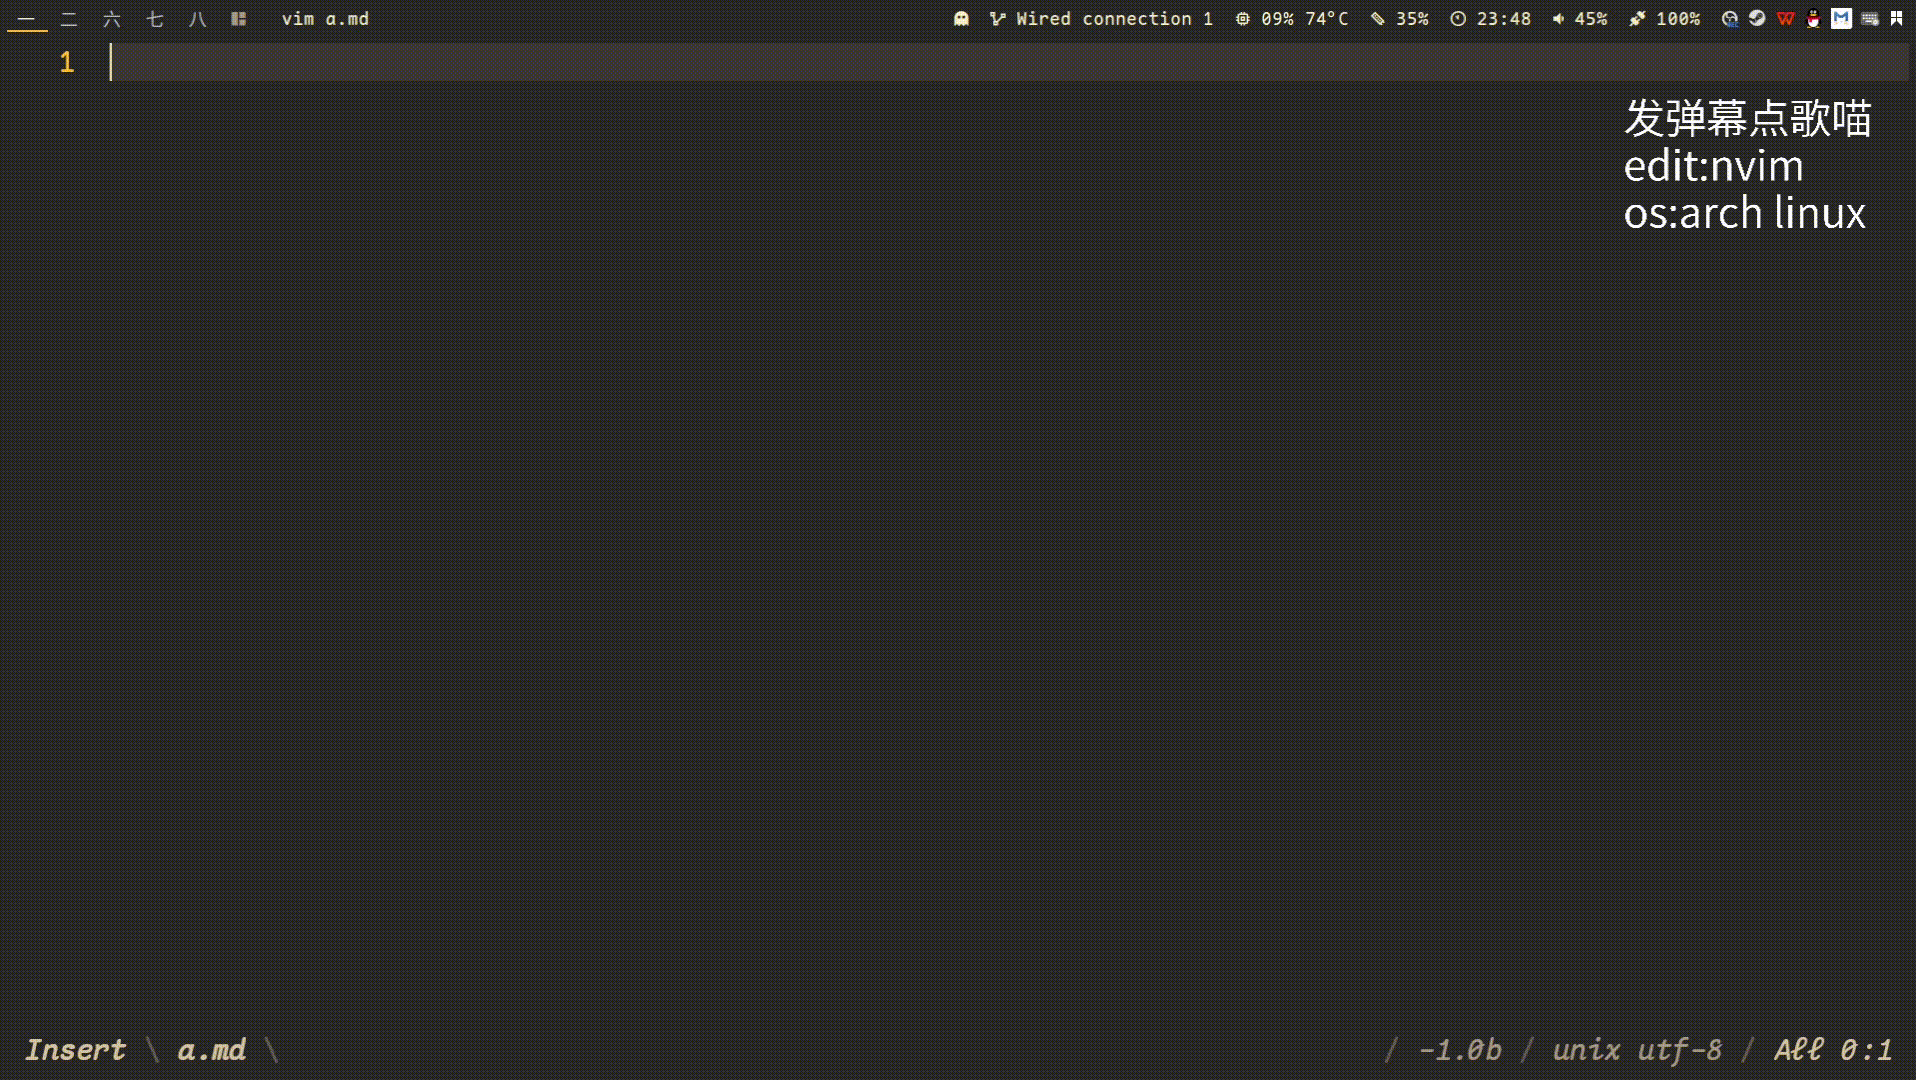 一 二 六 七 八 vim a.md Wired connection 1 09% 74°C 35% 23:48 45% 100%
1
发弹幕点歌喵
edit:nvim
os:arch linux
Insert \ a.md \ / -1.0b / unix utf-8 / All 0:1